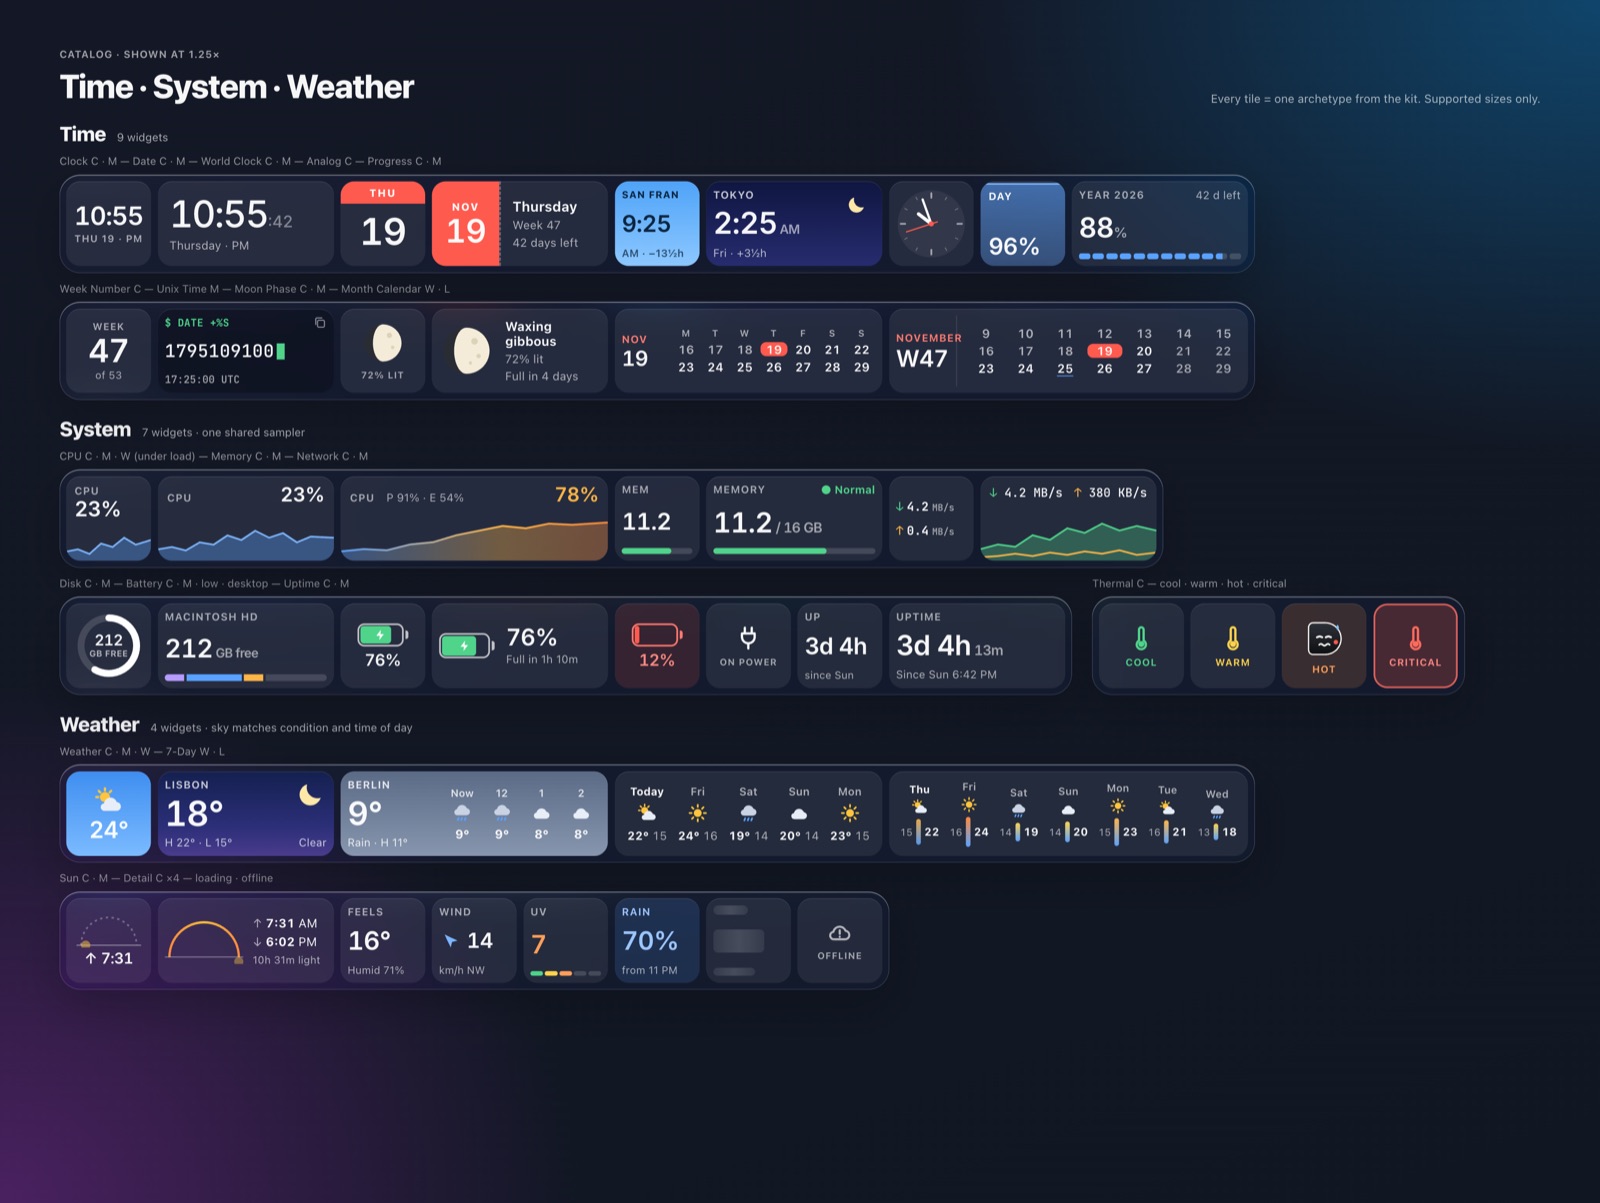 CATALOG · SHOWN AT 1.25×
Time · System · Weather
Every tile = one archetype from the kit. Supported sizes only.
Time 9 widgets
Clock C · M — Date C · M — World Clock C · M — Analog C — Progress C · M
10:55
THU 19 · PM
10:55:42
Thursday · PM
THU
19
NOV
19
Thursday
Week 47
42 days left
SAN FRAN
9:25
AM · −13½h
TOKYO
2:25 AM
Fri · +3½h
DAY
96%
YEAR 2026 42 d left
88%
Week Number C — Unix Time M — Moon Phase C · M — Month Calendar W · L
WEEK
47
of 53
$ DATE +%S
1795109100
17:25:00 UTC
72% LIT
Waxing
gibbous
72% lit
Full in 4 days
NOV
19
M T W T F S S
16 17 18 19 20 21 22
23 24 25 26 27 28 29
NOVEMBER
W47
9 10 11 12 13 14 15
16 17 18 19 20 21 22
23 24 25 26 27 28 29
System 7 widgets · one shared sampler
CPU C · M · W (under load) — Memory C · M — Network C · M
CPU
23%
CPU 23%
CPU P 91% · E 54% 78%
MEM
11.2
MEMORY Normal
11.2 / 16 GB
↓ 4.2 MB/s
↑ 0.4 MB/s
↓ 4.2 MB/s ↑ 380 KB/s
Disk C · M — Battery C · M · low · desktop — Uptime C · M
212
GB FREE
MACINTOSH HD
212 GB free
76%
76%
Full in 1h 10m
12%
ON POWER
UP
3d 4h
since Sun
UPTIME
3d 4h 13m
Since Sun 6:42 PM
Thermal C — cool · warm · hot · critical
COOL
WARM
HOT
CRITICAL
Weather 4 widgets · sky matches condition and time of day
Weather C · M · W — 7-Day W · L
24°
LISBON
18°
H 22° · L 15° Clear
BERLIN
9°
Rain · H 11°
Now 12 1 2
9° 9° 8° 8°
Today Fri Sat Sun Mon
22° 15 24° 16 19° 14 20° 14 23° 15
Thu Fri Sat Sun Mon Tue Wed
15 22 16 24 14 19 14 20 15 23 16 21 13 18
Sun C · M — Detail C ×4 — loading · offline
↑ 7:31
↑ 7:31 AM
↓ 6:02 PM
10h 31m light
FEELS
16°
Humid 71%
WIND
14
km/h NW
UV
7
RAIN
70%
from 11 PM
OFFLINE